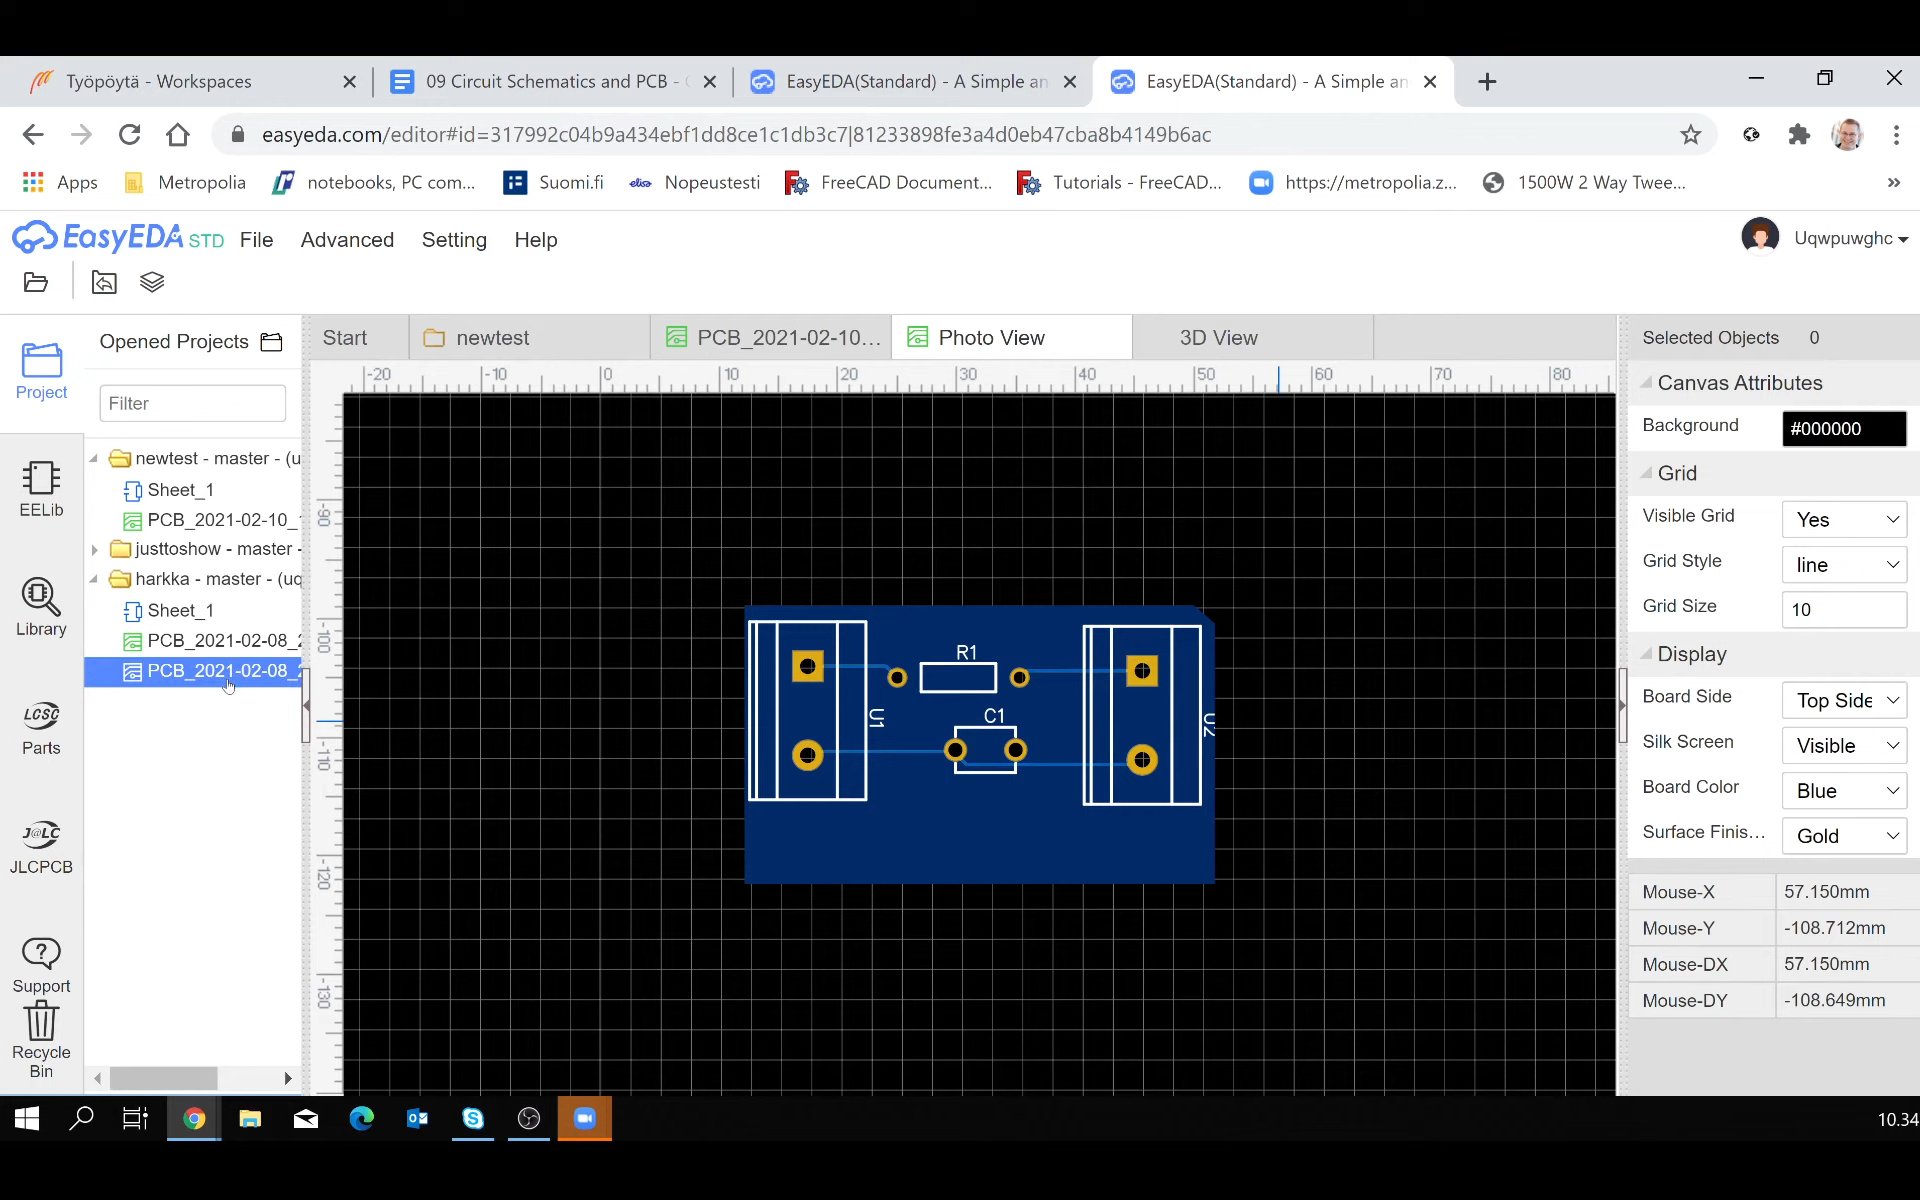 Työpöytä - Workspaces
09 Circuit Schematics and PCB -
EasyEDA(Standard) - A Simple an
EasyEDA(Standard) - A Simple an
easyeda.com/editor#id=317992c04b9a434ebf1dd8ce1c1db3c7|81233898fe3a4d0eb47cba8b4149b6ac
Apps
Metropolia
notebooks, PC com...
Suomi.fi
elisa
Nopeustesti
FreeCAD Document...
Tutorials - FreeCAD...
https://metropolia.z...
1500W 2 Way Twee...
»
EasyEDA STD
File
Advanced
Setting
Help
Uqwpuwghc
Project
EELib
Library
LCSC
Parts
J@LC
JLCPCB
Support
Recycle
Bin
Opened Projects
Filter
newtest - master - (u
Sheet_1
PCB_2021-02-10_
justtoshow - master -
harkka - master - (uq
Sheet_1
PCB_2021-02-08_2
PCB_2021-02-08_2
Start
newtest
PCB_2021-02-10...
Photo View
3D View
-20 -10 0 10 20 30 40 50 60 70 80
-90
-100
-110
-120
-130
R1
C1
U1
U2
Selected Objects 0
Canvas Attributes
Background #000000
Grid
Visible Grid Yes
Grid Style line
Grid Size 10
Display
Board Side Top Side
Silk Screen Visible
Board Color Blue
Surface Finis... Gold
Mouse-X 57.150mm
Mouse-Y -108.712mm
Mouse-DX 57.150mm
Mouse-DY -108.649mm
10.34